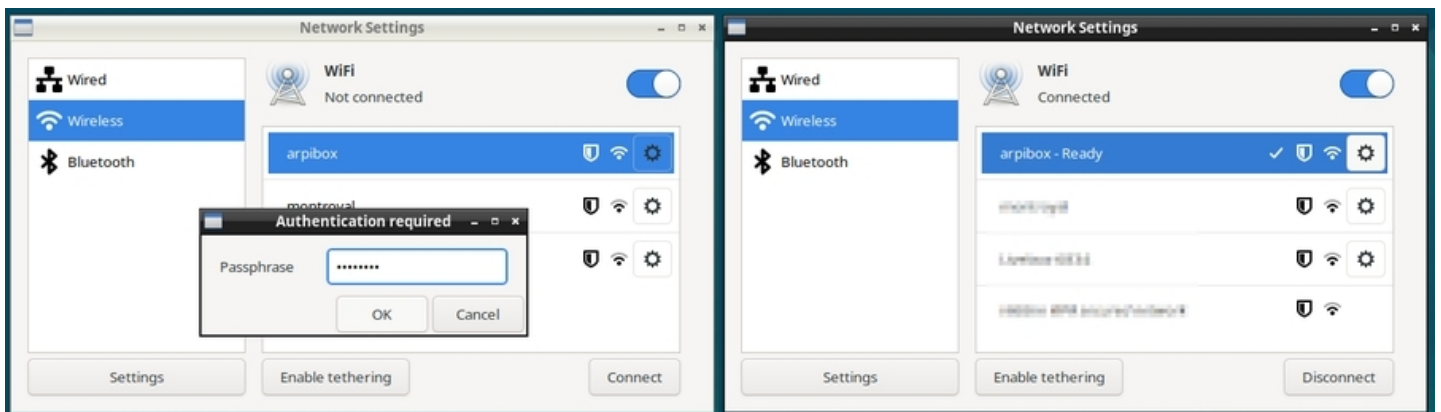 Network Settings
Wired
Wireless
Bluetooth
WiFi
Not connected
arpibox
montroyal
Authentication required
Passphrase
••••••••
OK
Cancel
Settings
Enable tethering
Connect
Network Settings
Wired
Wireless
Bluetooth
WiFi
Connected
arpibox - Ready
Settings
Enable tethering
Disconnect